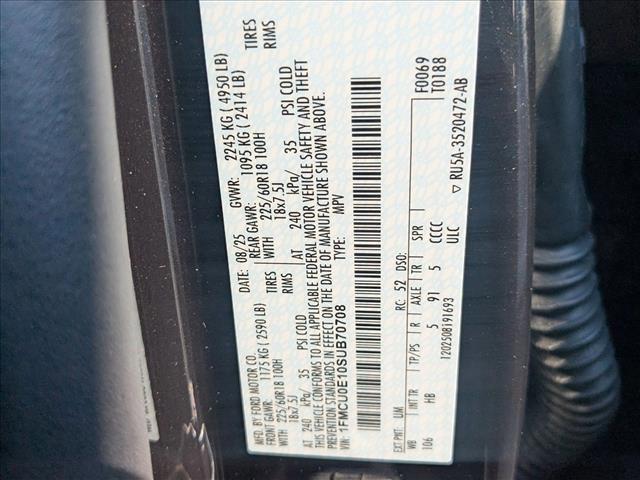 MFD. BY FORD MOTOR CO.
DATE: 08/25 GVWR: 2245 KG ( 4950 LB)
FRONT GAWR: 1175 KG ( 2590 LB) REAR GAWR: 1095 KG ( 2414 LB)
WITH 225/60R18 100H TIRES WITH 225/60R18 100H TIRES
18x7.5J RIMS 18x7.5J RIMS
AT 240 kPa/ 35 PSI COLD AT 240 kPa/ 35 PSI COLD
THIS VEHICLE CONFORMS TO ALL APPLICABLE FEDERAL MOTOR VEHICLE SAFETY AND THEFT
PREVENTION STANDARDS IN EFFECT ON THE DATE OF MANUFACTURE SHOWN ABOVE.
VIN: 1FMCU0E10SUB70708 TYPE: MPV
F0069
T0188
EXT PNT: UM RC: 52 DSO:
WB INT TR TP/PS R AXLE TR SPR
106 HB 5 91 5 CCCC
ULC
1202508191693 ▽ RU5A-3520472-AB